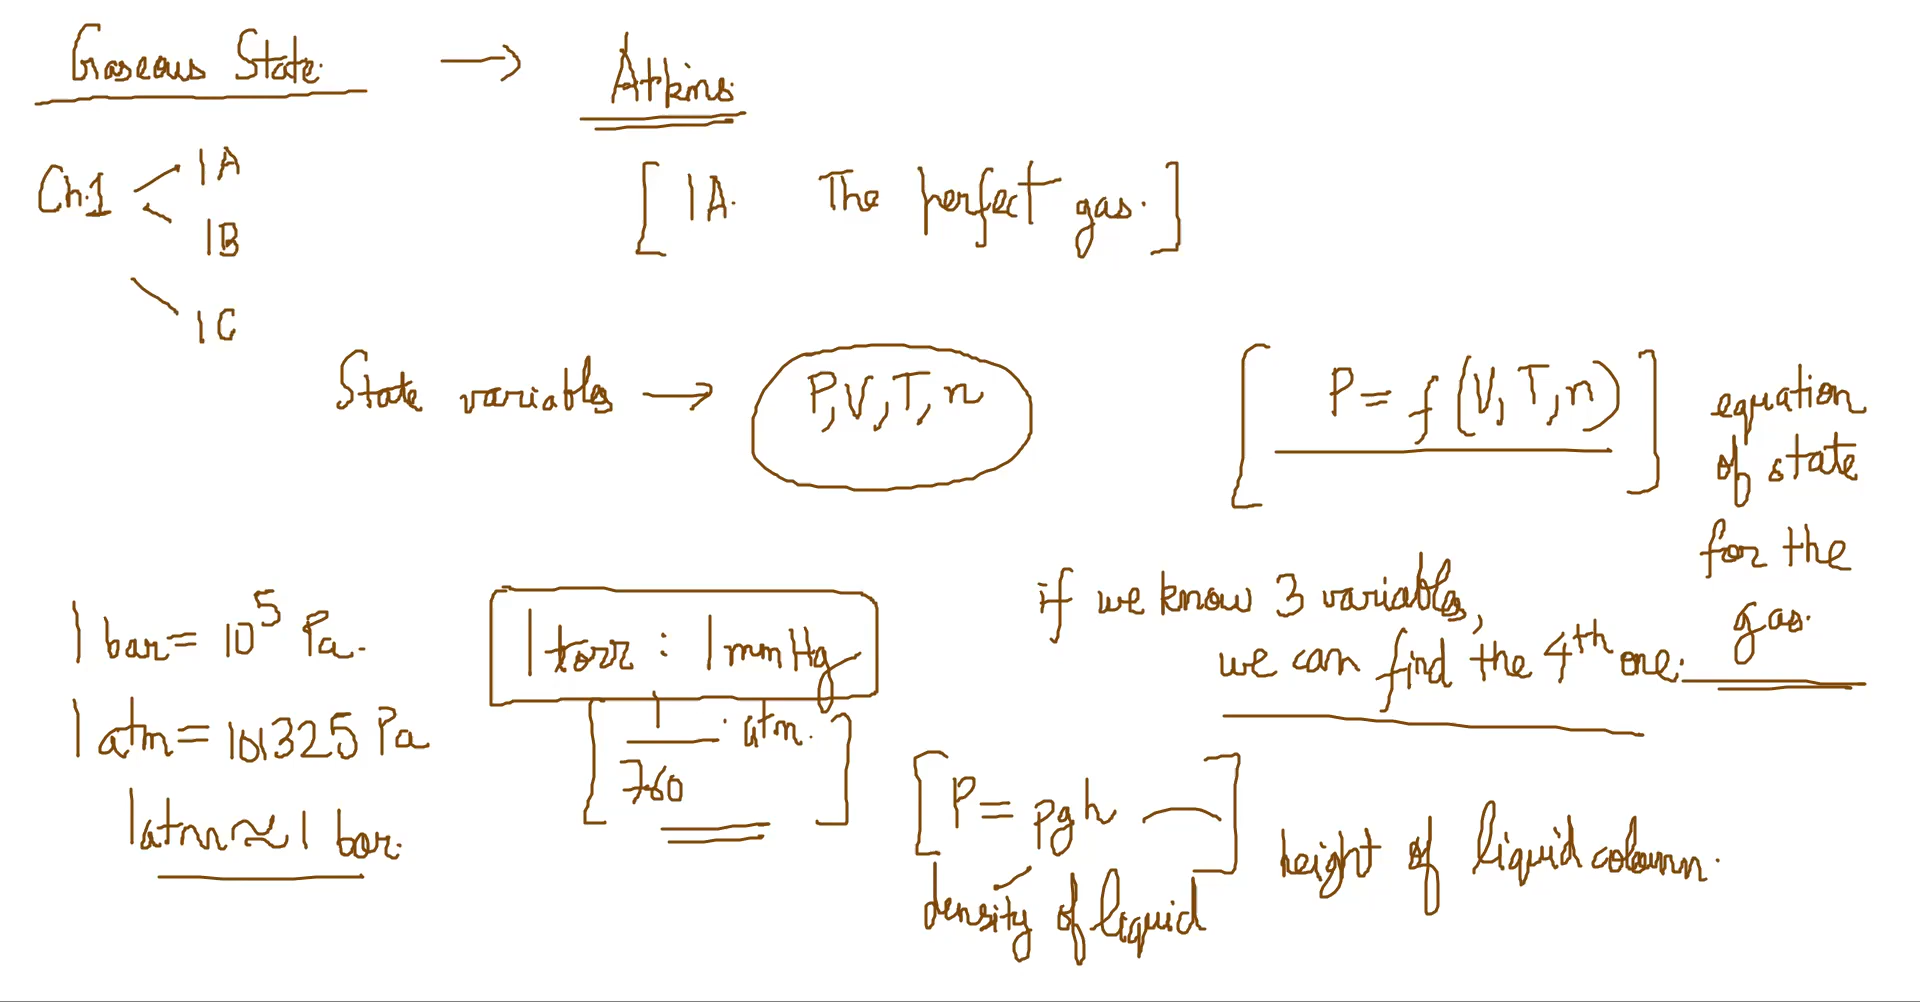 Gaseous State. → Atkins.
Ch.1
1A
1B
1C
[ 1A. The perfect gas. ]
State variables → P, V, T, n
[ P = f (V, T, n) ]
equation
of state
for the
gas.
if we know 3 variables,
we can find the 4th one.
1 bar = 10⁵ Pa.
1 atm = 101325 Pa
1 atm ≈ 1 bar.
1 torr : 1 mm Hg
[ 1/760 · atm. ]
[ P = ρgh ]
density of liquid
height of liquid column.